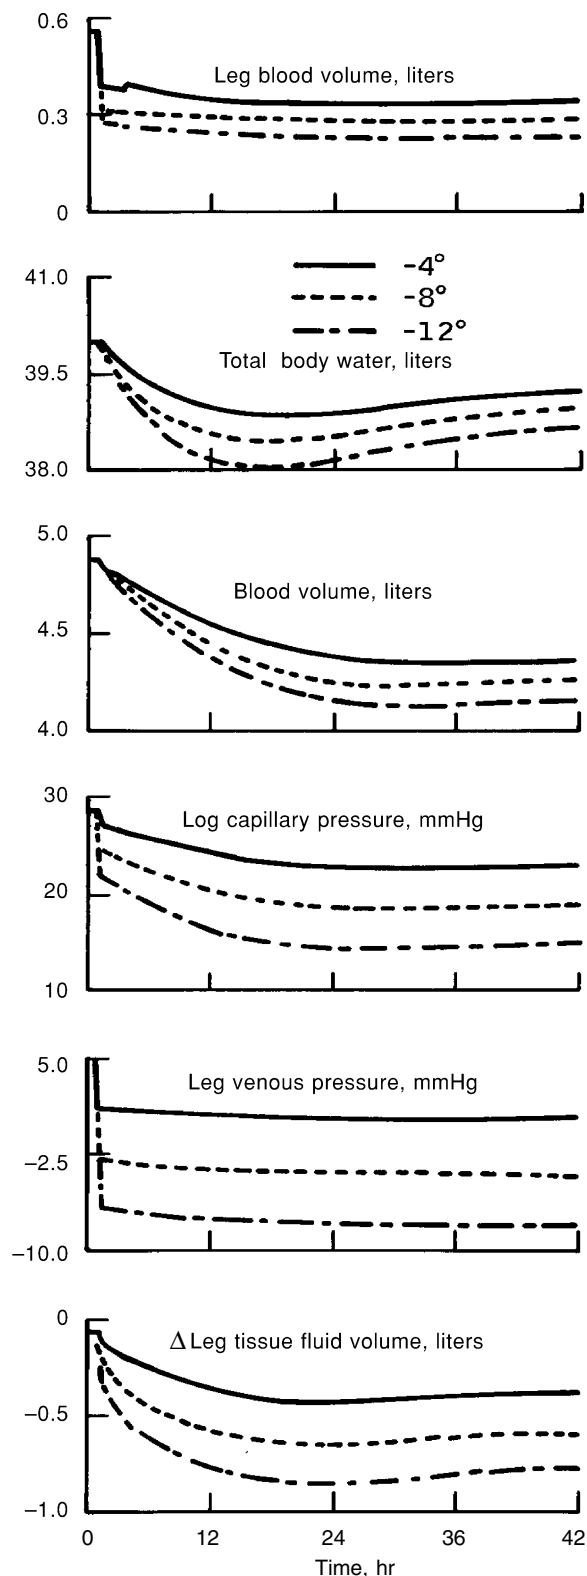 0.6
Leg blood volume, liters
0.3
0
41.0
-4°
-8°
-12°
Total body water, liters
39.5
38.0
5.0
Blood volume, liters
4.5
4.0
30
Log capillary pressure, mmHg
20
10
5.0
Leg venous pressure, mmHg
–2.5
–10.0
0
Δ Leg tissue fluid volume, liters
–0.5
–1.0
0 12 24 36 42
Time, hr